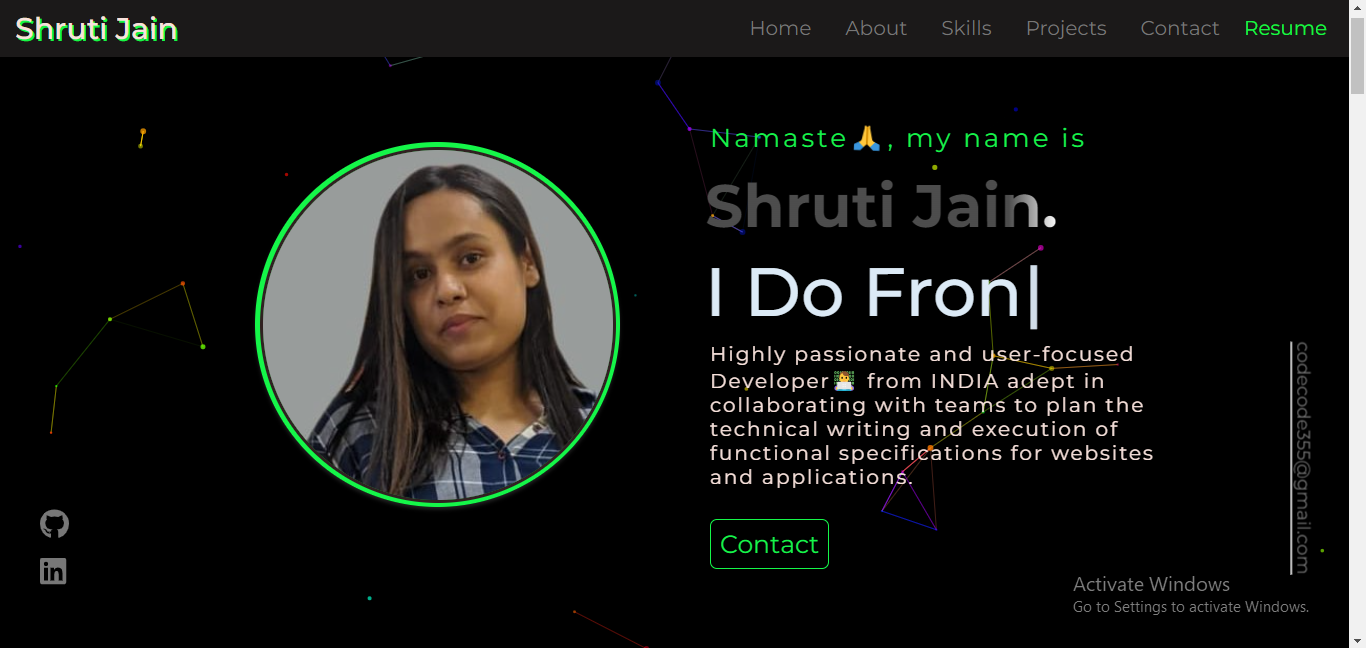 Shruti Jain
Home About Skills Projects Contact Resume
Namaste🙏, my name is
Shruti Jain.
I Do Fron|
Highly passionate and user-focused
Developer👩‍💻 from INDIA adept in
collaborating with teams to plan the
technical writing and execution of
functional specifications for websites
and applications.
Contact
codecode355@gmail.com
Activate Windows
Go to Settings to activate Windows.